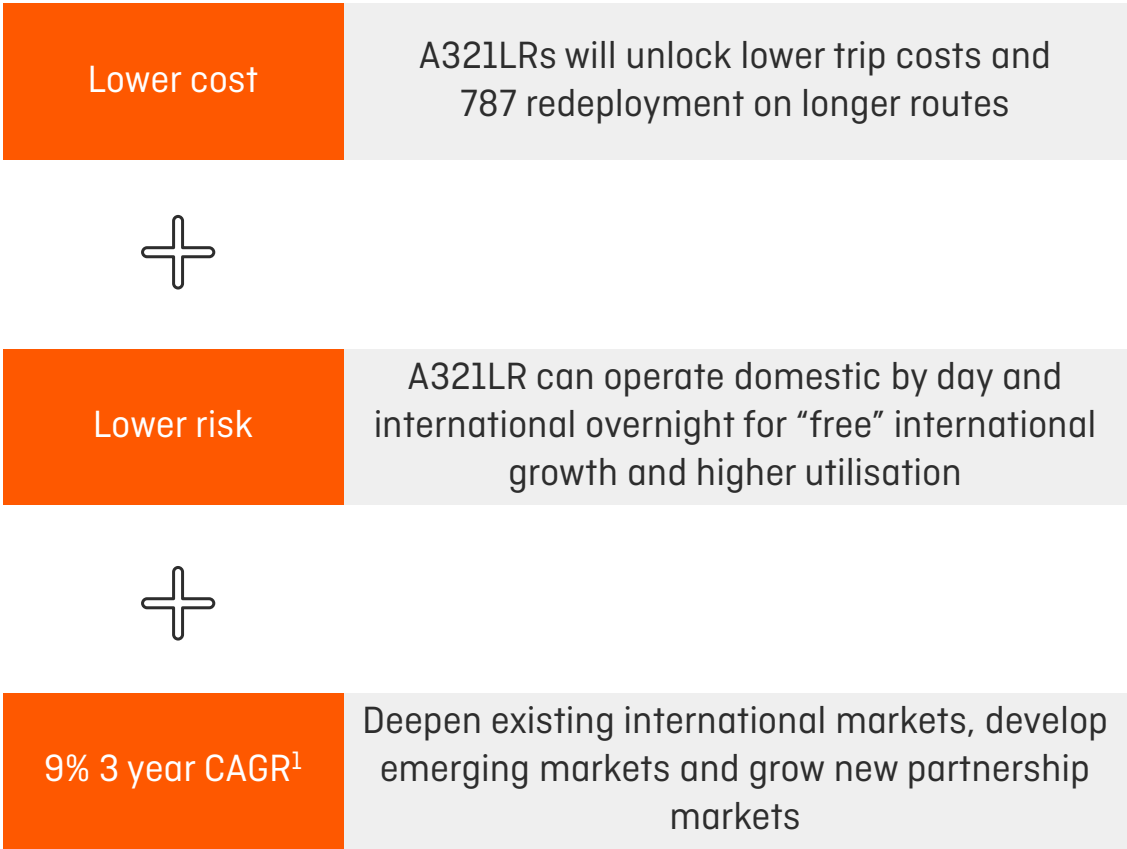 Lower cost
A321LRs will unlock lower trip costs and
787 redeployment on longer routes
Lower risk
A321LR can operate domestic by day and
international overnight for “free” international
growth and higher utilisation
9% 3 year CAGR¹
Deepen existing international markets, develop
emerging markets and grow new partnership
markets